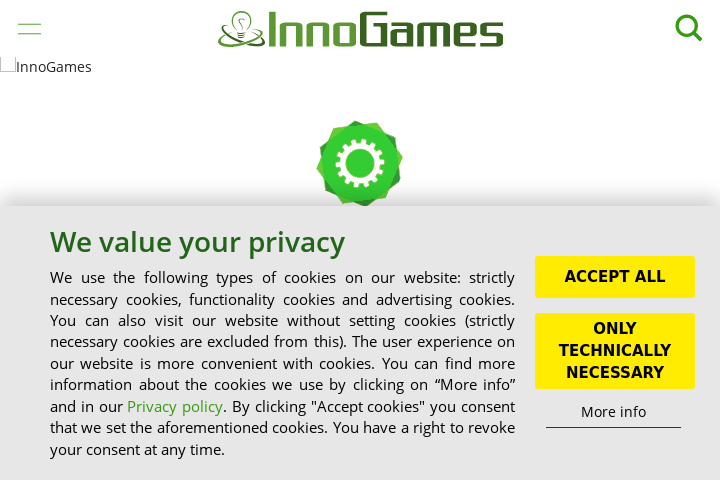 InnoGames
InnoGames
We value your privacy
We use the following types of cookies on our website: strictly
necessary cookies, functionality cookies and advertising cookies.
You can also visit our website without setting cookies (strictly
necessary cookies are excluded from this). The user experience on
our website is more convenient with cookies. You can find more
information about the cookies we use by clicking on “More info”
and in our Privacy policy. By clicking "Accept cookies" you consent
that we set the aforementioned cookies. You have a right to revoke
your consent at any time.
ACCEPT ALL
ONLY
TECHNICALLY
NECESSARY
More info